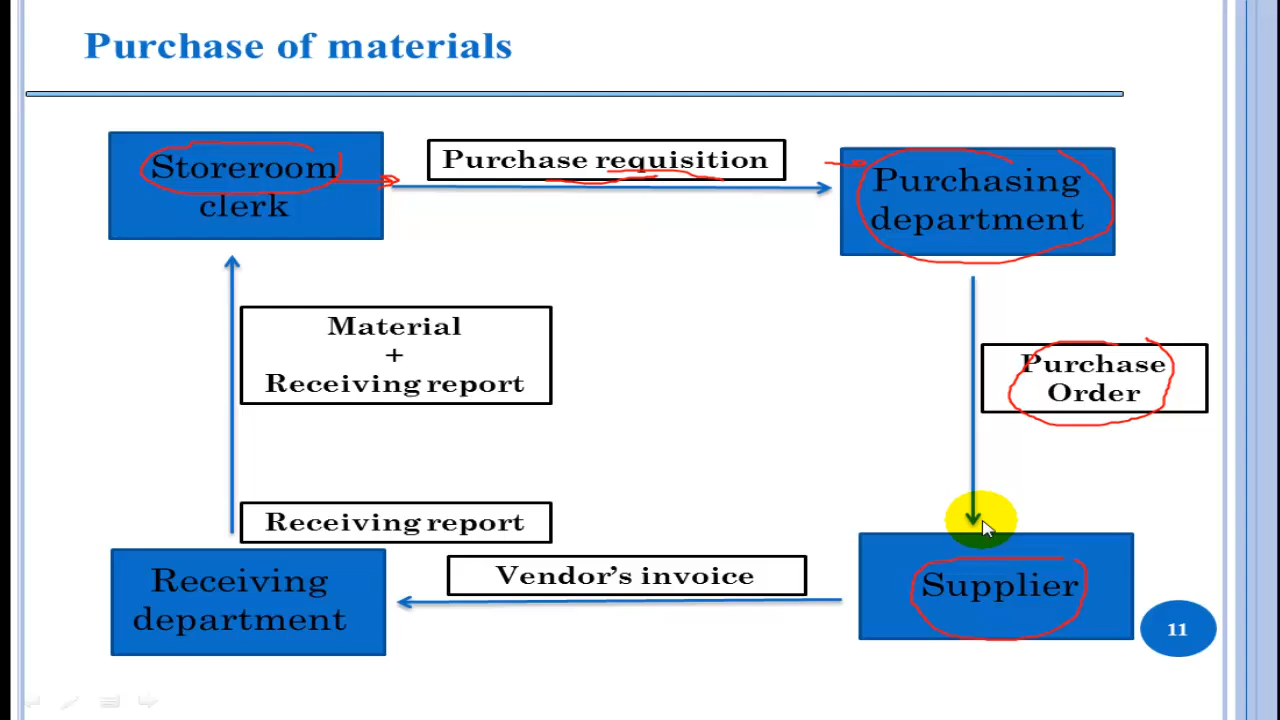 Purchase of materials
Storeroom
clerk
Purchase requisition
Purchasing
department
Material
+
Receiving report
Purchase
Order
Receiving report
Receiving
department
Vendor's invoice
Supplier
11